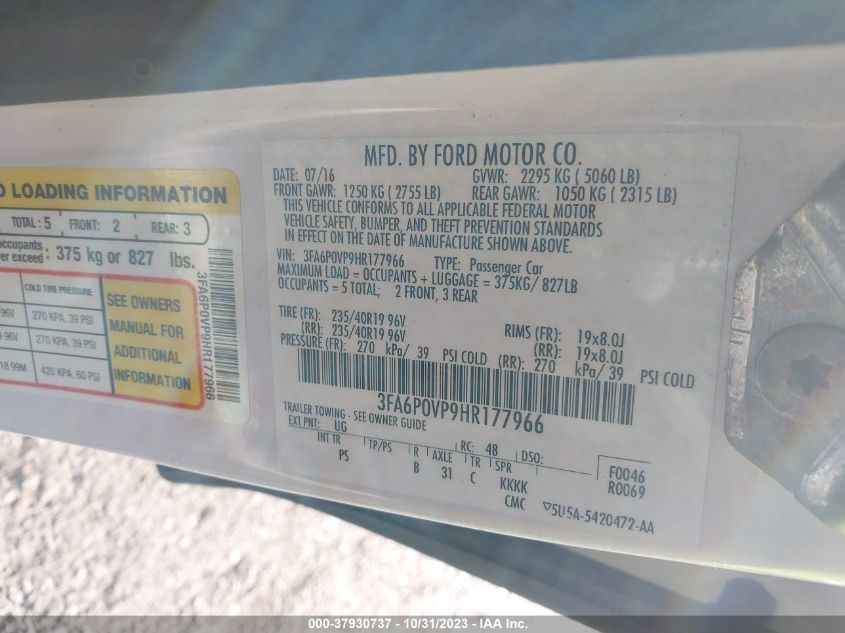 D LOADING INFORMATION
TOTAL: 5 FRONT: 2 REAR: 3
occupants
er exceed : 375 kg or 827 lbs.
COLD TIRE PRESSURE
SEE OWNERS
MANUAL FOR
ADDITIONAL
INFORMATION
96V 270 KPA, 39 PSI
96V 270 KPA, 39 PSI
18 99M 420 KPA, 60 PSI
3FA6P0VP9HR177966
MFD. BY FORD MOTOR CO.
DATE: 07/16 GVWR: 2295 KG ( 5060 LB)
FRONT GAWR: 1250 KG ( 2755 LB) REAR GAWR: 1050 KG ( 2315 LB)
THIS VEHICLE CONFORMS TO ALL APPLICABLE FEDERAL MOTOR
VEHICLE SAFETY, BUMPER, AND THEFT PREVENTION STANDARDS
IN EFFECT ON THE DATE OF MANUFACTURE SHOWN ABOVE.
VIN: 3FA6P0VP9HR177966 TYPE: Passenger Car
MAXIMUM LOAD = OCCUPANTS + LUGGAGE = 375KG/ 827LB
OCCUPANTS = 5 TOTAL; 2 FRONT, 3 REAR
TIRE (FR): 235/40R19 96V RIMS (FR): 19x8.0J
(RR): 235/40R19 96V (RR): 19x8.0J
PRESSURE (FR): 270 kPa/ 39 PSI COLD (RR): 270 kPa/ 39 PSI COLD
3FA6P0VP9HR177966
TRAILER TOWING - SEE OWNER GUIDE
EXT PNT: UG RC: 48 DSO:
INT TR TP/PS R AXLE TR SPR F0046
PS B 31 C KKKK R0069
CMC ▽5U5A-5420472-AA
000-37930737 - 10/31/2023 - IAAI.COM